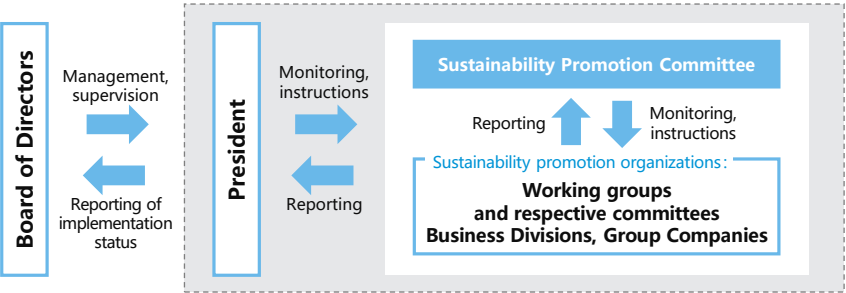 Board of Directors
Management,
supervision
Reporting of
implementation
status
President
Monitoring,
instructions
Reporting
Sustainability Promotion Committee
Reporting
Monitoring,
instructions
Sustainability promotion organizations:
Working groups
and respective committees
Business Divisions, Group Companies